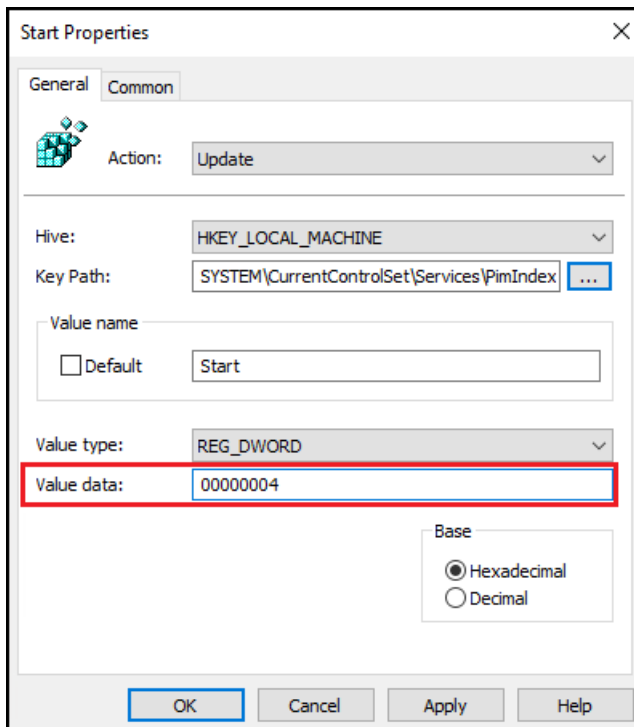 Start Properties
General Common
Action: Update
Hive: HKEY_LOCAL_MACHINE
Key Path: SYSTEM\CurrentControlSet\Services\PimIndex ...
Value name
Default Start
Value type: REG_DWORD
Value data: 00000004
Base
Hexadecimal
Decimal
OK Cancel Apply Help